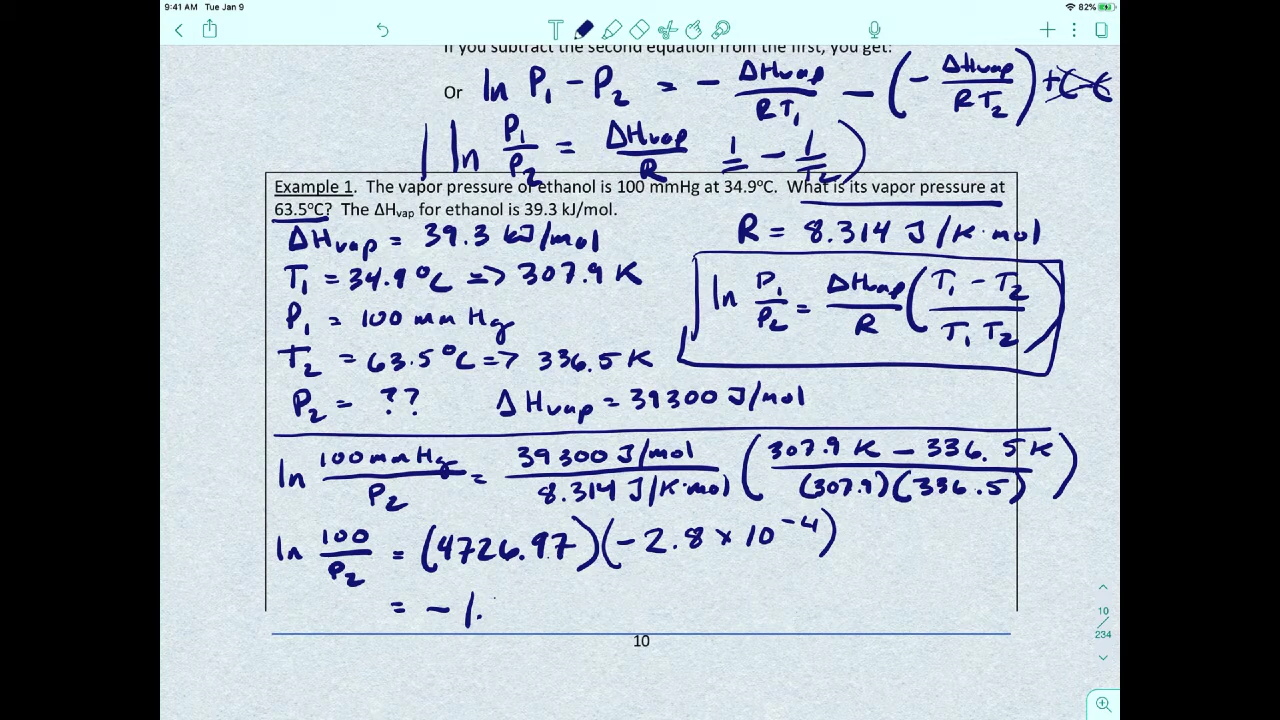 9:41 AM Tue Jan 9
82%
T
If you subtract the second equation from the first, you get:
Or ln P₁ - P₂ = - ΔHvap/RT₁ - (- ΔHvap/RT₂) +
ln P₁/P₂ = ΔHvap/R 1/ - 1/T₂ )
Example 1. The vapor pressure of ethanol is 100 mmHg at 34.9°C. What is its vapor pressure at
63.5°C? The ΔHvap for ethanol is 39.3 kJ/mol.
ΔHvap = 39.3 kJ/mol
R = 8.314 J/K·mol
T₁ = 34.9°C => 307.9 K
ln P₁/P₂ = ΔHvap/R (T₁ - T₂/T₁T₂)
P₁ = 100 mm Hg
T₂ = 63.5°C => 336.5 K
P₂ = ?? ΔHvap = 39300 J/mol
ln 100mmHg/P₂ = 39300 J/mol/8.314 J/K·mol (307.9 K - 336.5 K/(307.9)(336.5))
ln 100/P₂ = (4726.97)(-2.8 x 10⁻⁴)
= -1.
10
10
/
234